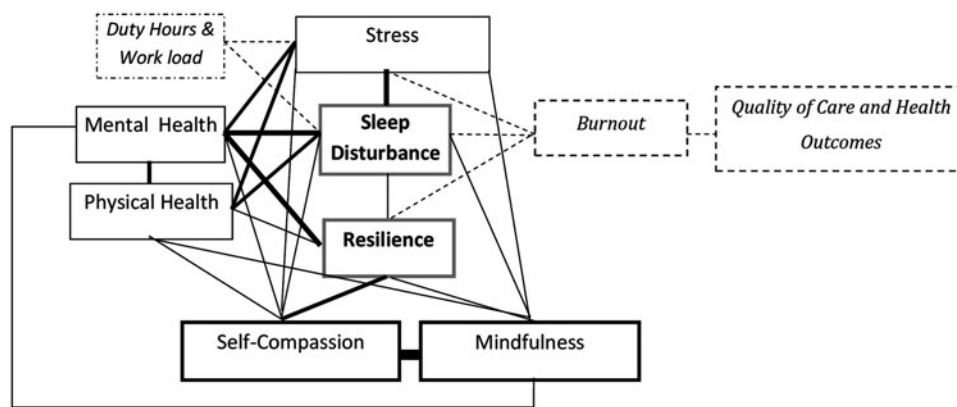 Duty Hours &
Work load
Stress
Mental Health
Sleep
Disturbance
Burnout
Quality of Care and Health
Outcomes
Physical Health
Resilience
Self-Compassion
Mindfulness